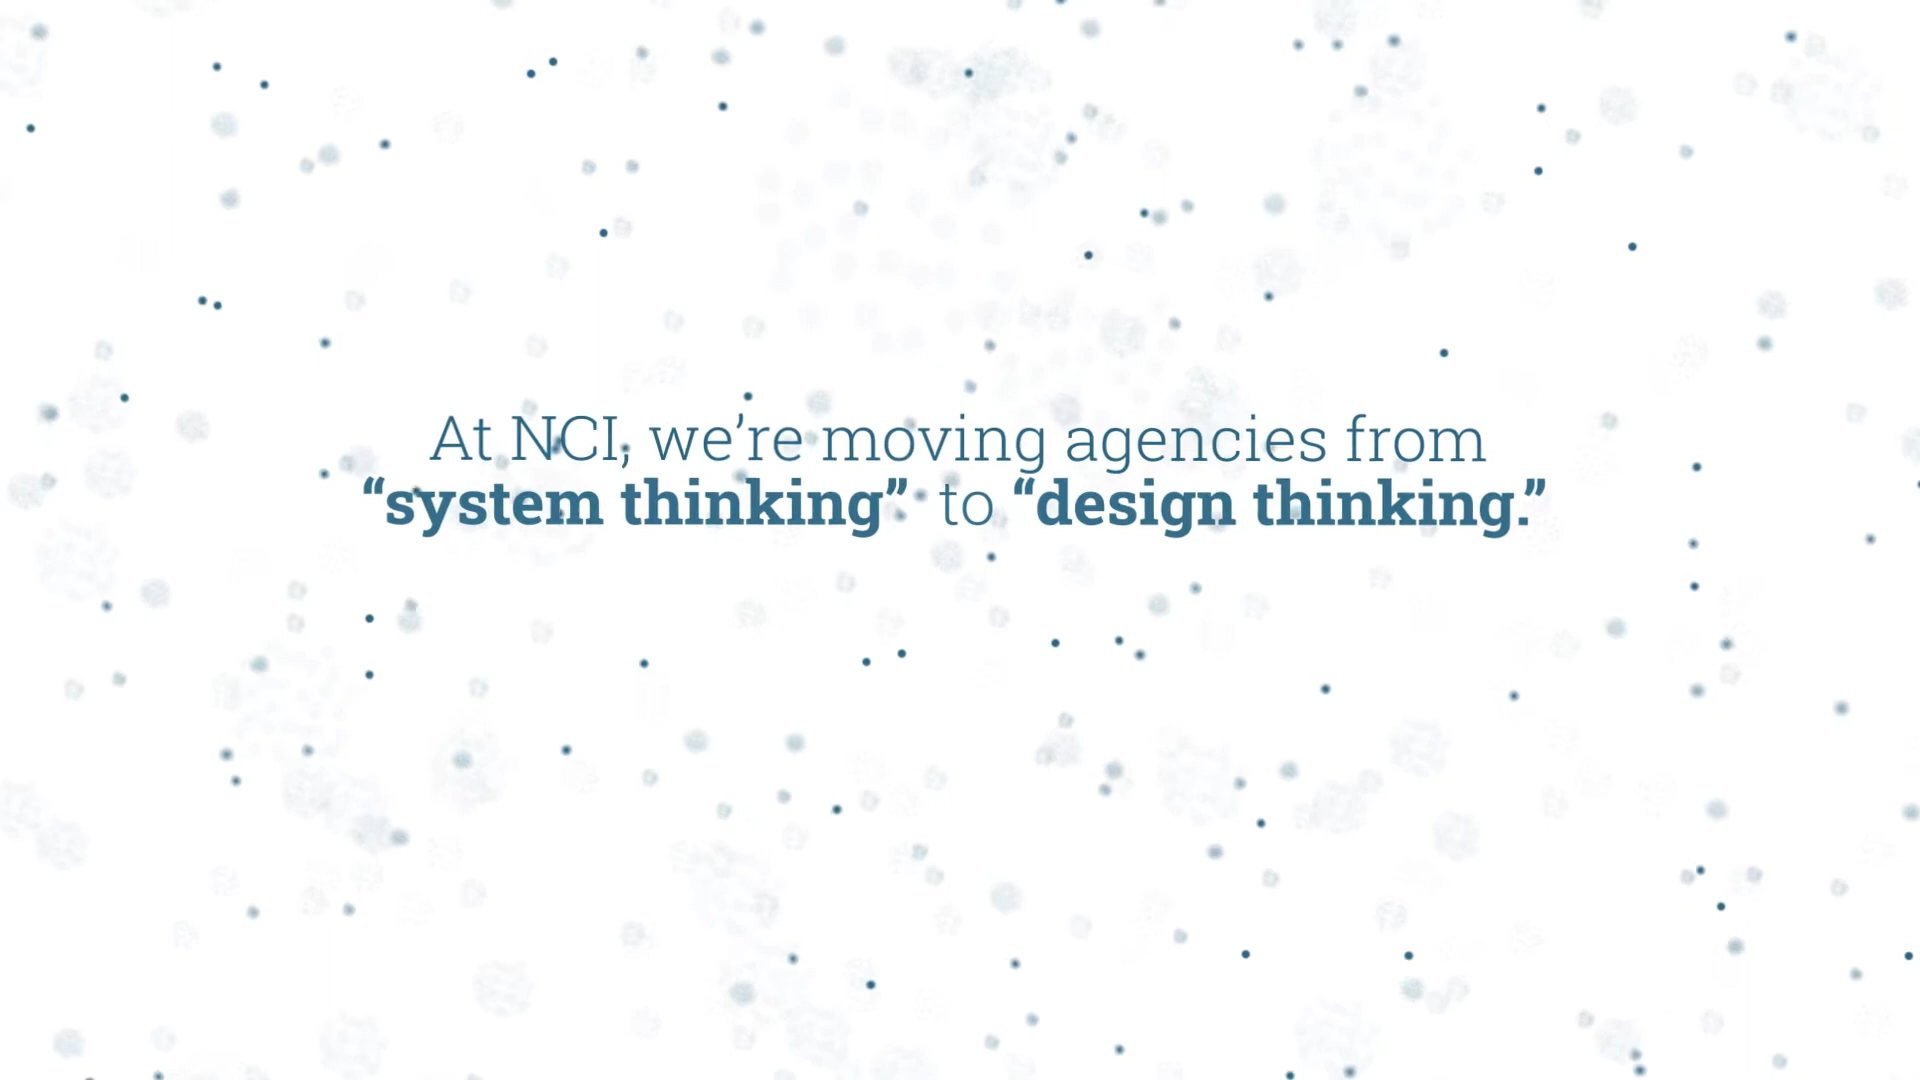 At NCI, we’re moving agencies from
“system thinking” to “design thinking.”